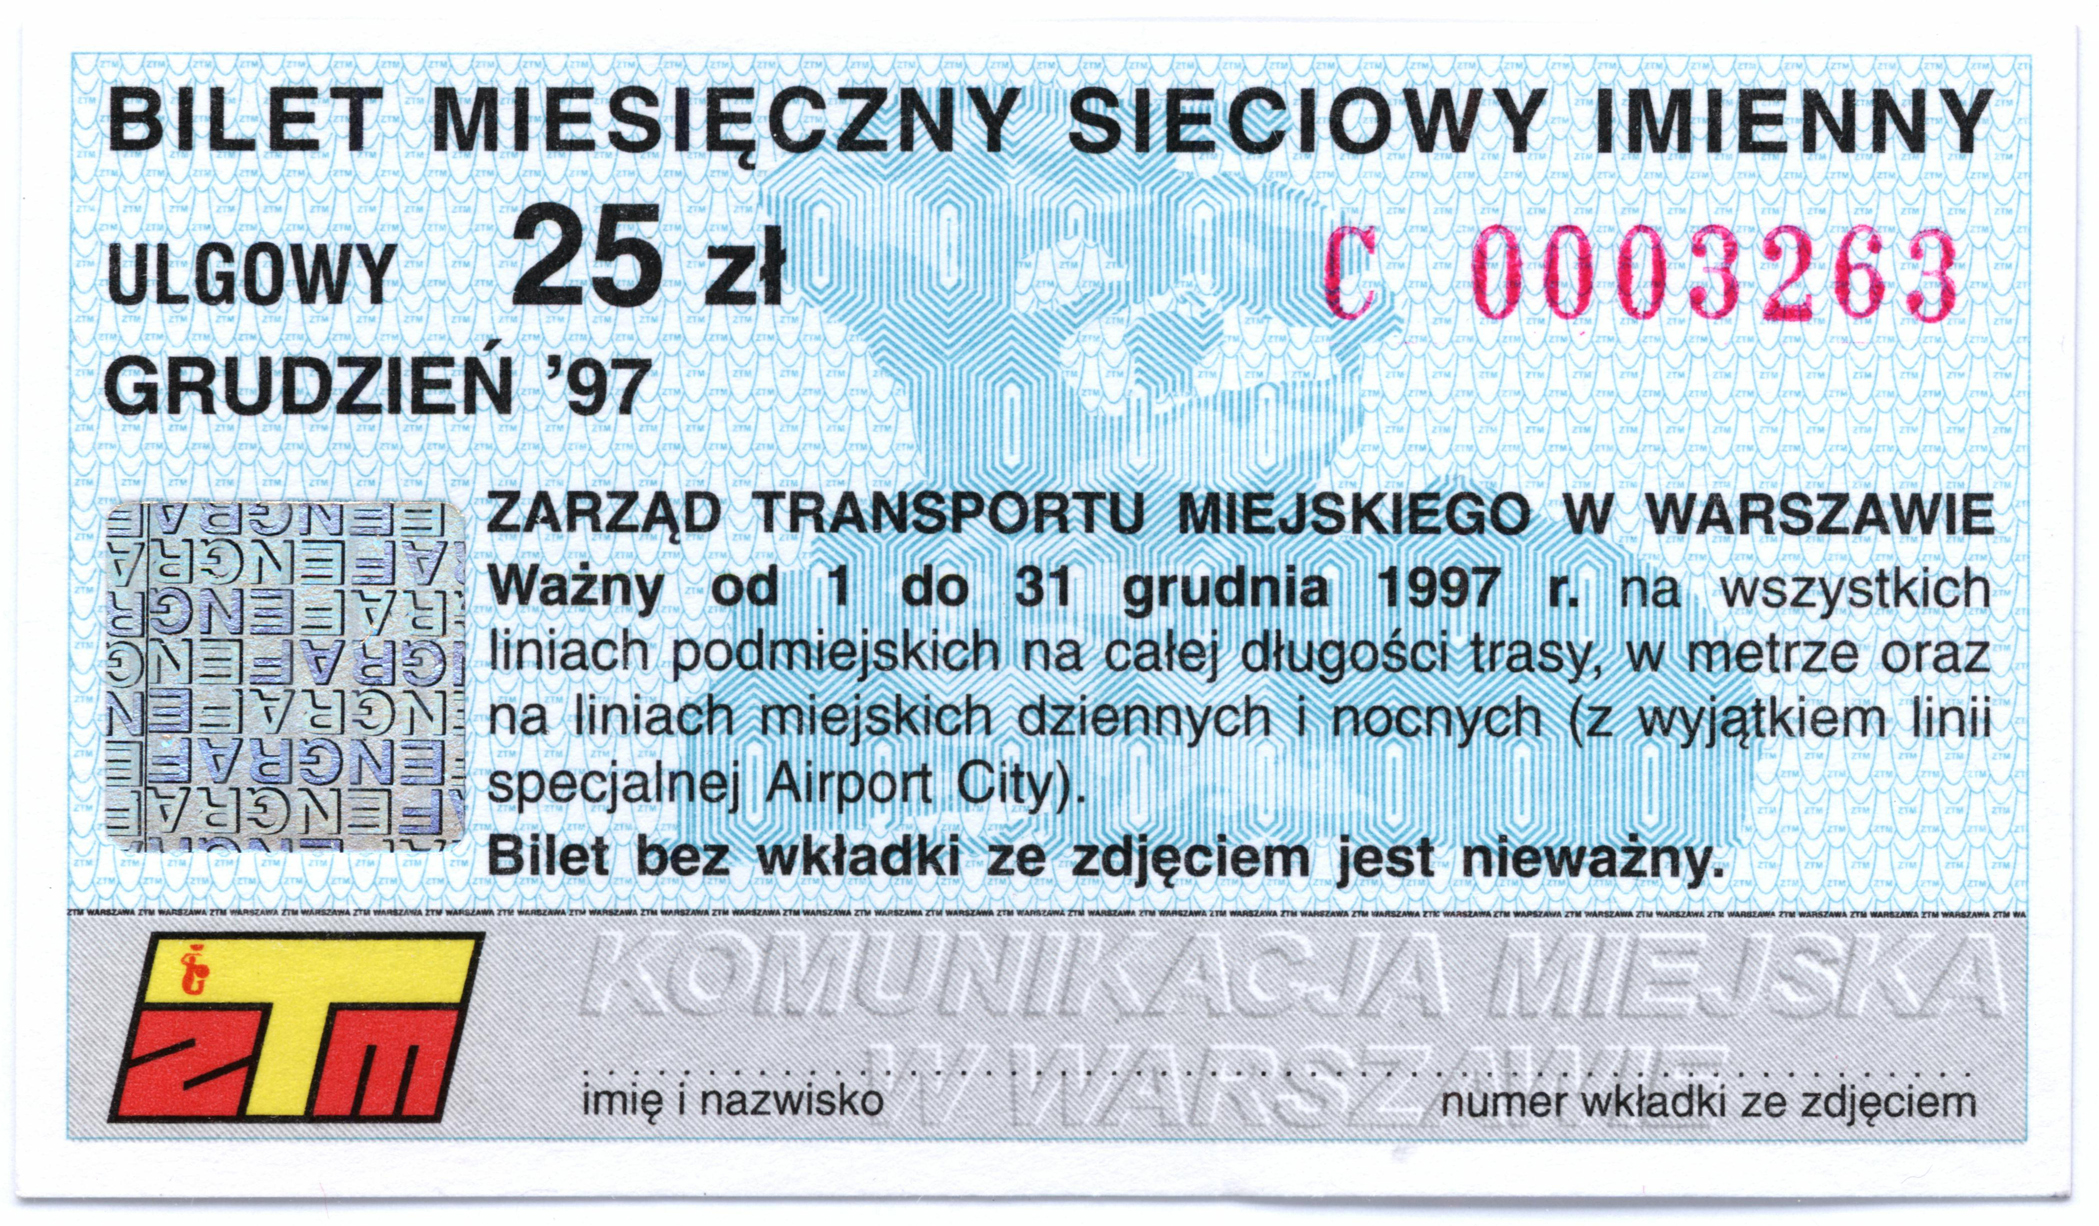 BILET MIESIĘCZNY SIECIOWY IMIENNY
ULGOWY 25 zł C 0003263
GRUDZIEŃ '97
ZARZĄD TRANSPORTU MIEJSKIEGO W WARSZAWIE
Ważny od 1 do 31 grudnia 1997 r. na wszystkich
liniach podmiejskich na całej długości trasy, w metrze oraz
na liniach miejskich dziennych i nocnych (z wyjątkiem linii
specjalnej Airport City).
Bilet bez wkładki ze zdjęciem jest nieważny.
ZTM WARSZAWA ZTM WARSZAWA ZTM WARSZAWA ZTM WARSZAWA
ZTM
KOMUNIKACJA MIEJSKA
W WARSZAWIE
imię i nazwisko numer wkładki ze zdjęciem